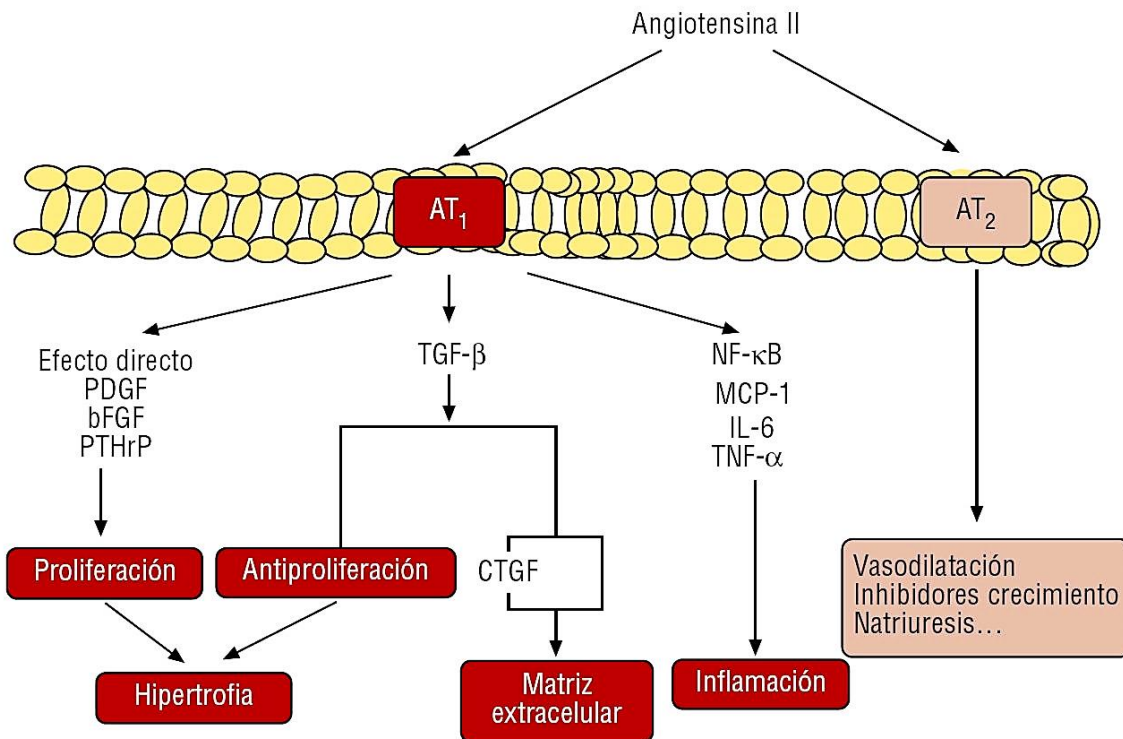 Angiotensina II
AT1
AT2
Efecto directo
PDGF
bFGF
PTHrP
TGF-β
NF-κB
MCP-1
IL-6
TNF-α
Proliferación
Antiproliferación
CTGF
Vasodilatación
Inhibidores crecimiento
Natriuresis...
Hipertrofia
Matriz
extracelular
Inflamación